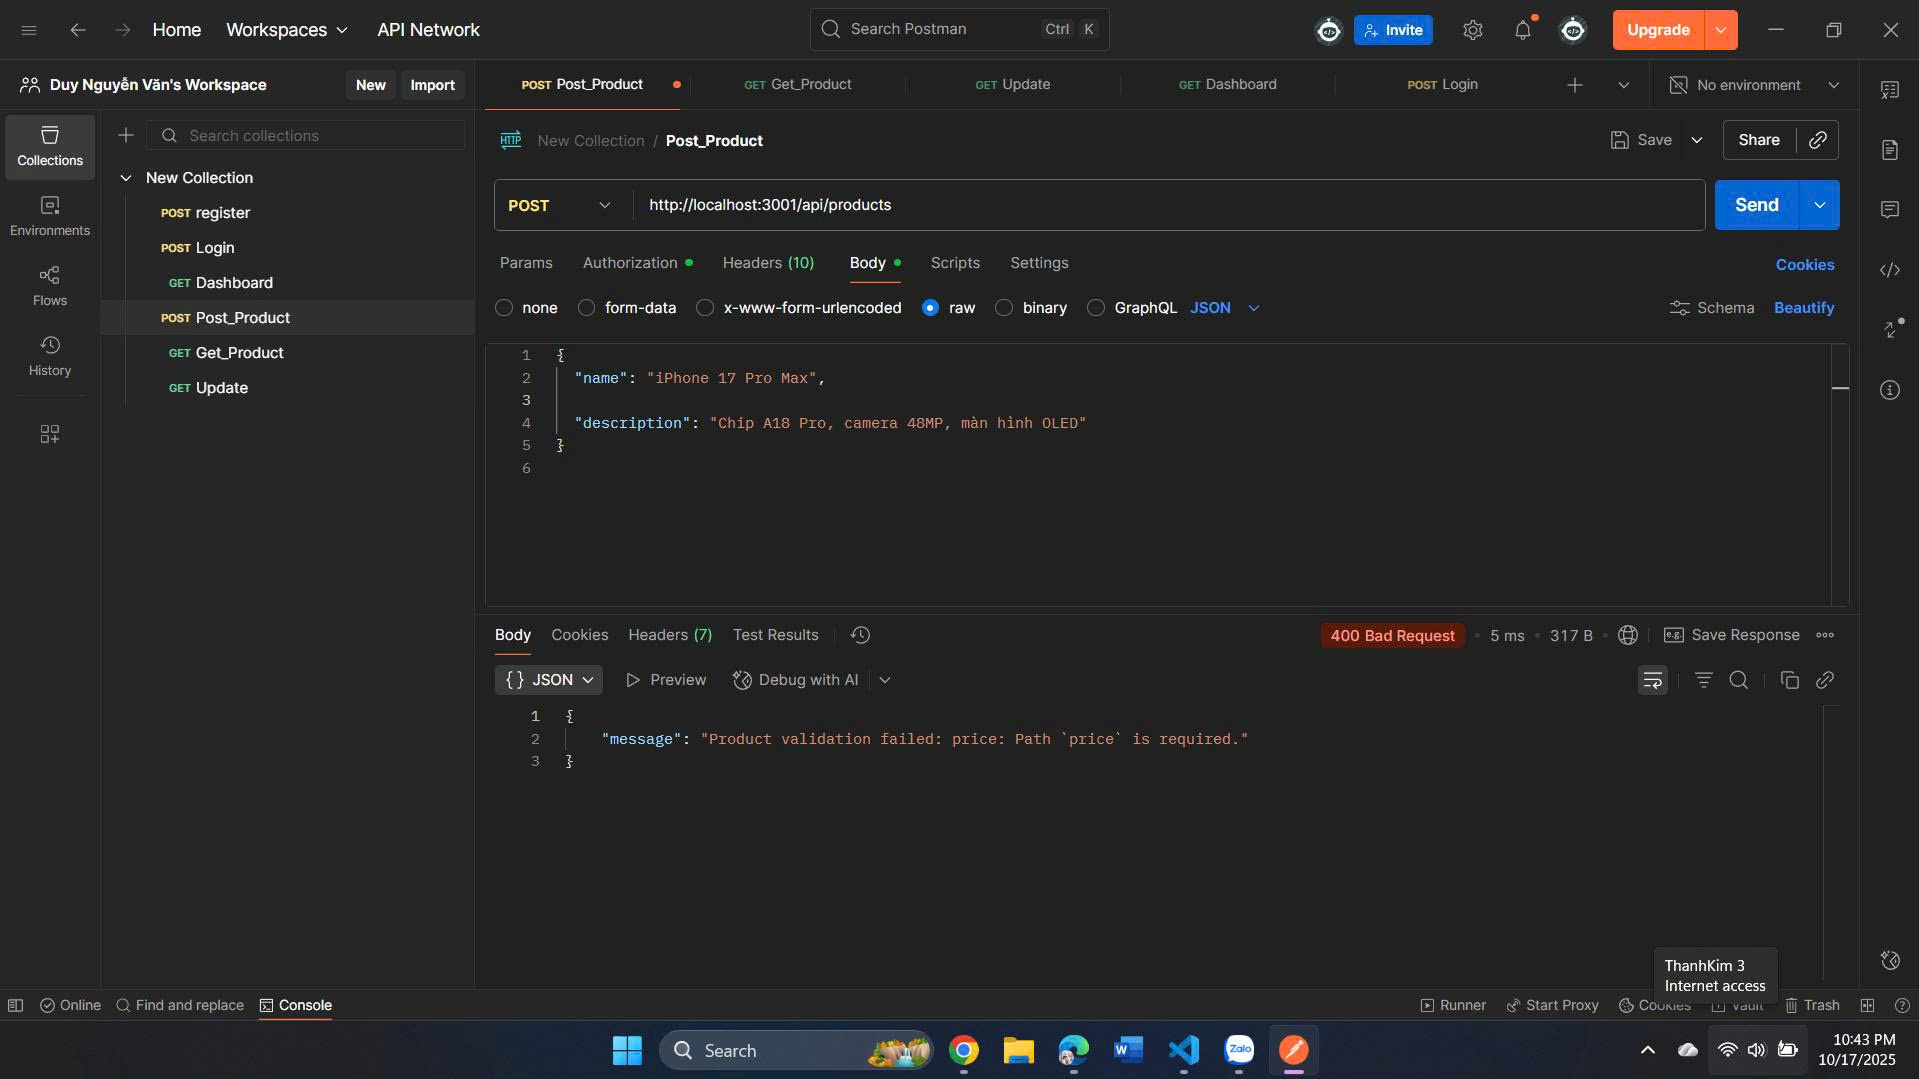 Home Workspaces API Network
Search Postman Ctrl K
Invite
Upgrade
Duy Nguyễn Văn's Workspace New Import
POST Post_Product GET Get_Product GET Update GET Dashboard POST Login
No environment
Collections
Environments
Flows
History
Search collections
New Collection
POST register
POST Login
GET Dashboard
POST Post_Product
GET Get_Product
GET Update
HTTP New Collection / Post_Product
Save Share
POST http://localhost:3001/api/products Send
Params Authorization Headers (10) Body Scripts Settings Cookies
none form-data x-www-form-urlencoded raw binary GraphQL JSON Schema Beautify
1 {
2 "name": "iPhone 17 Pro Max",
3
4 "description": "Chip A18 Pro, camera 48MP, màn hình OLED"
5 }
6
Body Cookies Headers (7) Test Results 400 Bad Request • 5 ms • 317 B e.g. Save Response
{} JSON Preview Debug with AI
1 {
2 "message": "Product validation failed: price: Path `price` is required."
3 }
ThanhKim 3
Internet access
Online Find and replace Console Runner Start Proxy Cookies Vault Trash
Search
Zalo
10:43 PM
10/17/2025